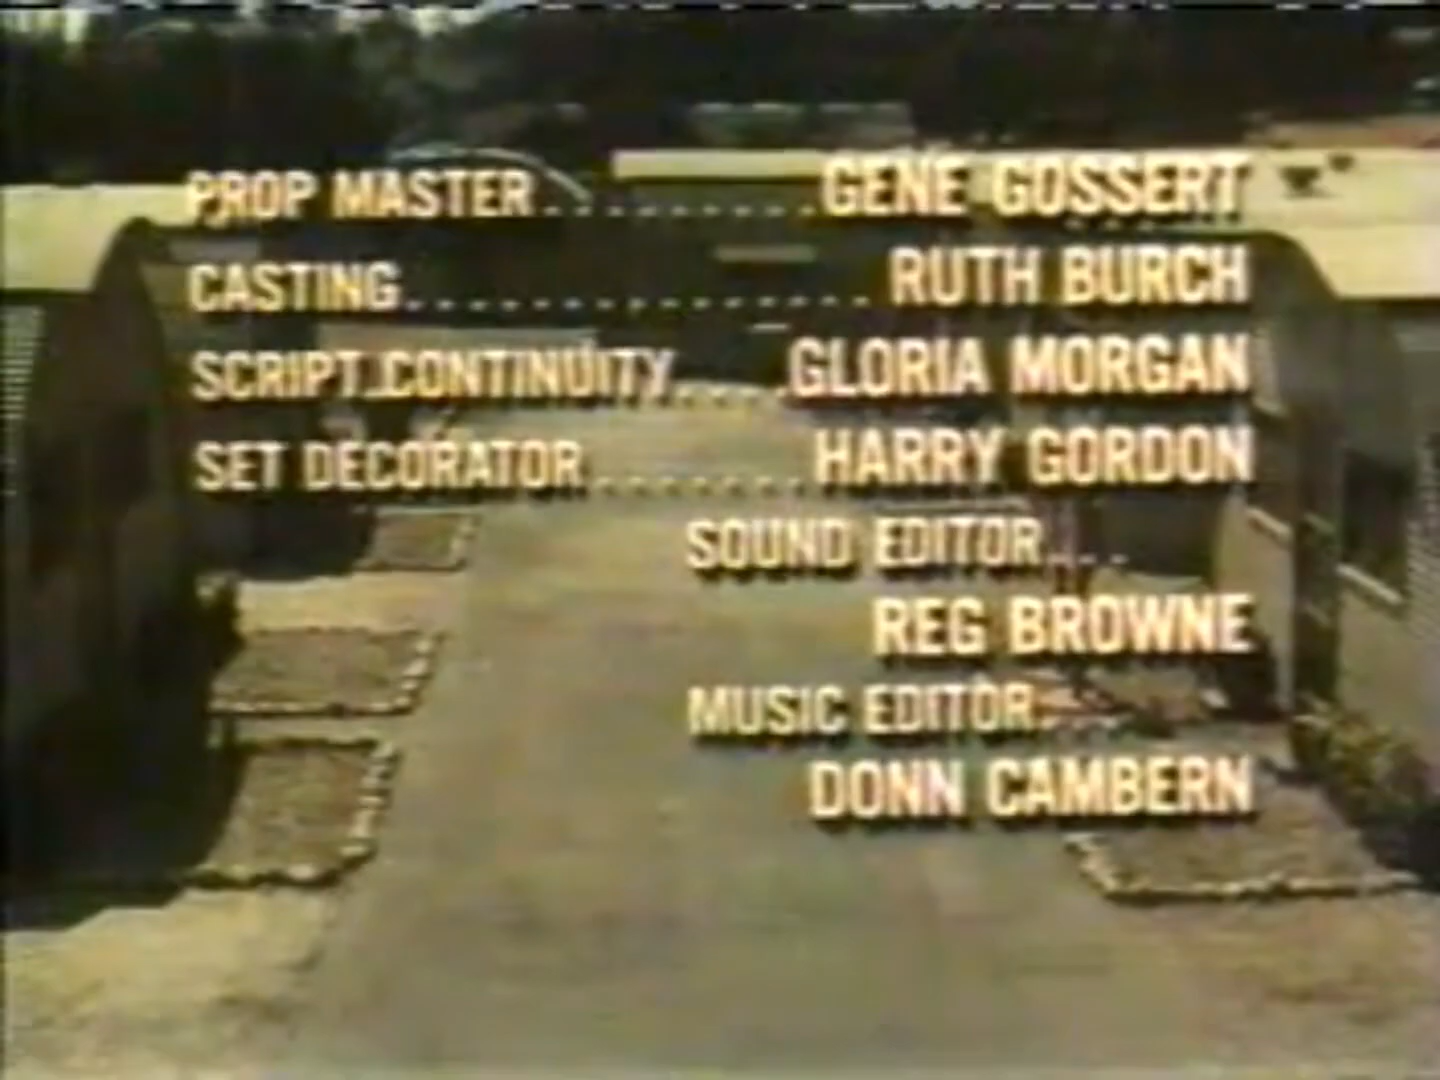 PROP MASTER.........GENE GOSSERT
CASTING...............RUTH BURCH
SCRIPT CONTINUITY....GLORIA MORGAN
SET DECORATOR.......HARRY GORDON
SOUND EDITOR...
REG BROWNE
MUSIC EDITOR...
DONN CAMBERN